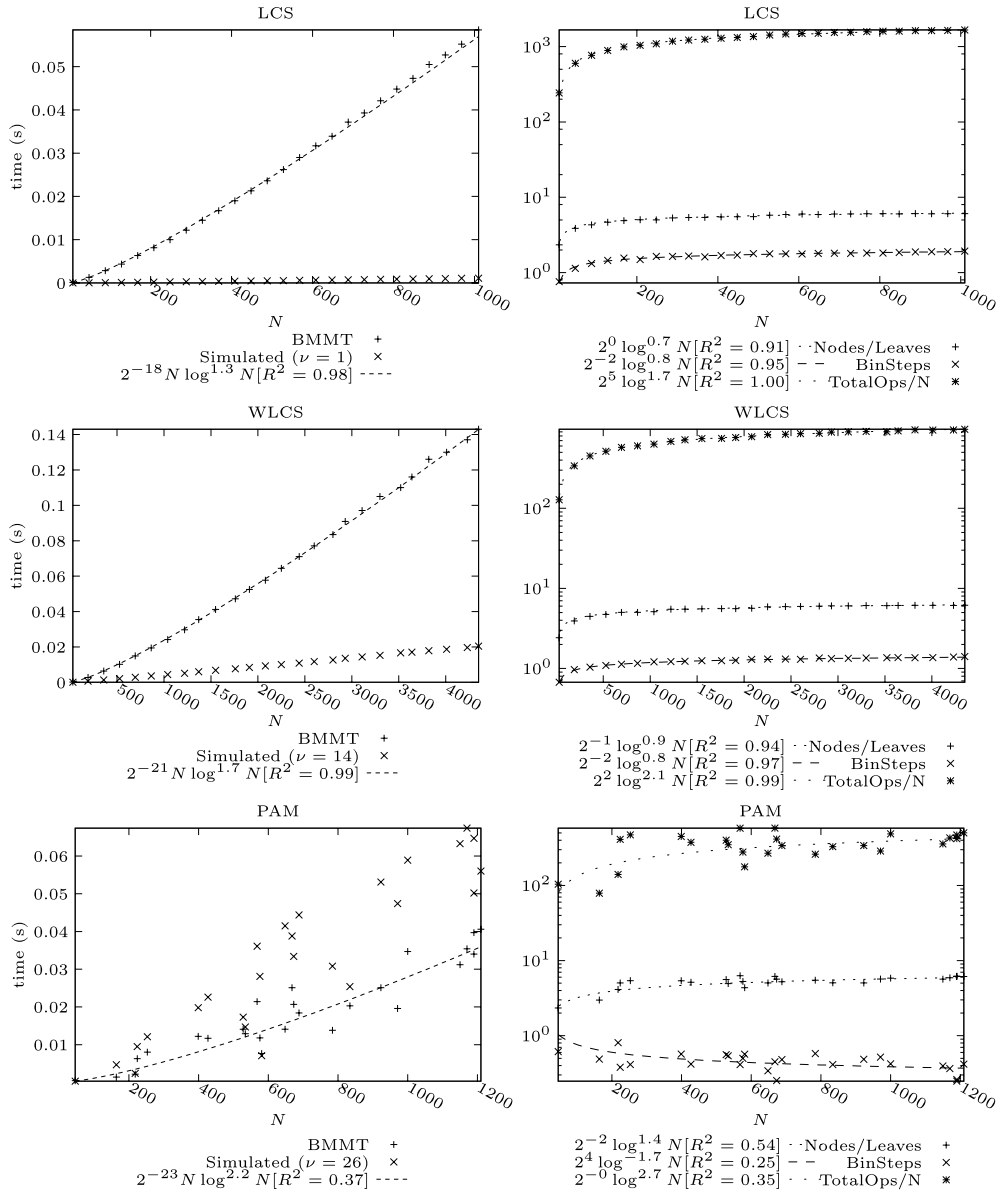 LCS
0.05
0.04
0.03
0.02
0.01
0
time (s)
200
400
600
800
1000
N
BMMT +
Simulated (ν = 1) ×
2^{−18} N log^{1.3} N[R^2 = 0.98] -----
LCS
10^3
10^2
10^1
10^0
200
400
600
800
1000
N
2^0 log^{0.7} N[R^2 = 0.91] ··Nodes/Leaves +
2^{−2} log^{0.8} N[R^2 = 0.95] – – BinSteps ×
2^5 log^{1.7} N[R^2 = 1.00] · · TotalOps/N ∗
WLCS
0.14
0.12
0.1
0.08
0.06
0.04
0.02
0
time (s)
500
1000
1500
2000
2500
3000
3500
4000
N
BMMT +
Simulated (ν = 14) ×
2^{−21} N log^{1.7} N[R^2 = 0.99] -----
WLCS
10^2
10^1
10^0
500
1000
1500
2000
2500
3000
3500
4000
N
2^{−1} log^{0.9} N[R^2 = 0.94] ··Nodes/Leaves +
2^{−2} log^{0.8} N[R^2 = 0.97] – – BinSteps ×
2^2 log^{2.1} N[R^2 = 0.99] · · TotalOps/N ∗
PAM
0.06
0.05
0.04
0.03
0.02
0.01
time (s)
200
400
600
800
1000
1200
N
BMMT +
Simulated (ν = 26) ×
2^{−23} N log^{2.2} N[R^2 = 0.37] -----
PAM
10^2
10^1
10^0
200
400
600
800
1000
1200
N
2^{−2} log^{1.4} N[R^2 = 0.54] ··Nodes/Leaves +
2^4 log^{−1.7} N[R^2 = 0.25] – – BinSteps ×
2^{−0} log^{2.7} N[R^2 = 0.35] · · TotalOps/N ∗